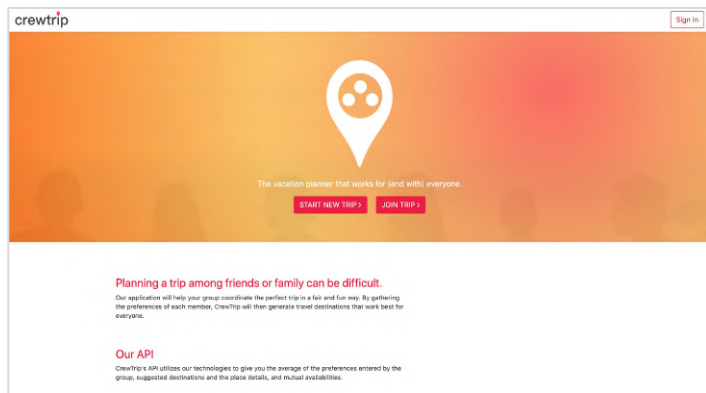 crewtrip
Sign In
The vacation planner that works for (and with) everyone.
START NEW TRIP >
JOIN TRIP >
Planning a trip among friends or family can be difficult.
Our application will help your group coordinate the perfect trip in a fair and fun way. By gathering
the preferences of each member, CrewTrip will then generate travel destinations that work best for
everyone.
Our API
CrewTrip's API utilizes our technologies to give you the average of the preferences entered by the
group, suggested destinations and the place details, and mutual availabilities.